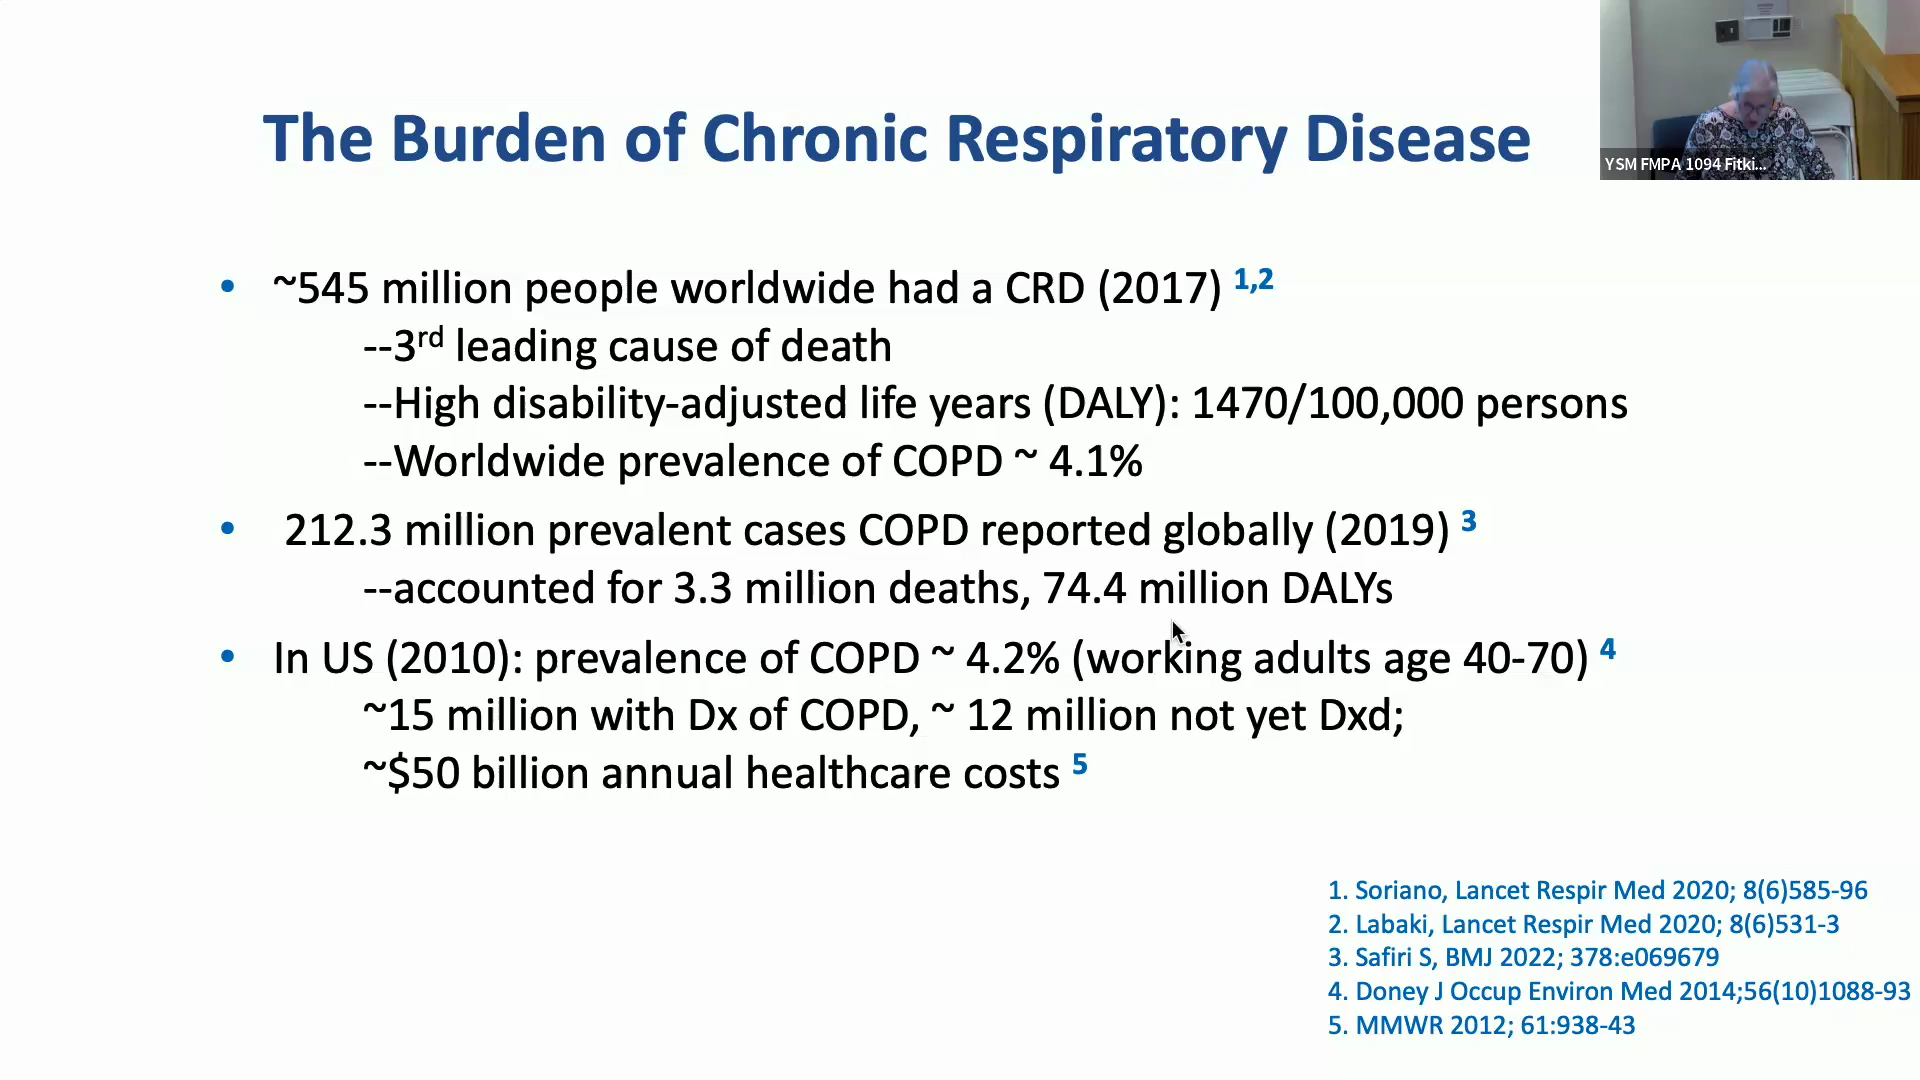 The Burden of Chronic Respiratory Disease
YSM FMPA 1094 Fitki...
• ~545 million people worldwide had a CRD (2017) 1,2
--3rd leading cause of death
--High disability-adjusted life years (DALY): 1470/100,000 persons
--Worldwide prevalence of COPD ~ 4.1%
• 212.3 million prevalent cases COPD reported globally (2019) 3
--accounted for 3.3 million deaths, 74.4 million DALYs
• In US (2010): prevalence of COPD ~ 4.2% (working adults age 40-70) 4
~15 million with Dx of COPD, ~ 12 million not yet Dxd;
~$50 billion annual healthcare costs 5
1. Soriano, Lancet Respir Med 2020; 8(6)585-96
2. Labaki, Lancet Respir Med 2020; 8(6)531-3
3. Safiri S, BMJ 2022; 378:e069679
4. Doney J Occup Environ Med 2014;56(10)1088-93
5. MMWR 2012; 61:938-43